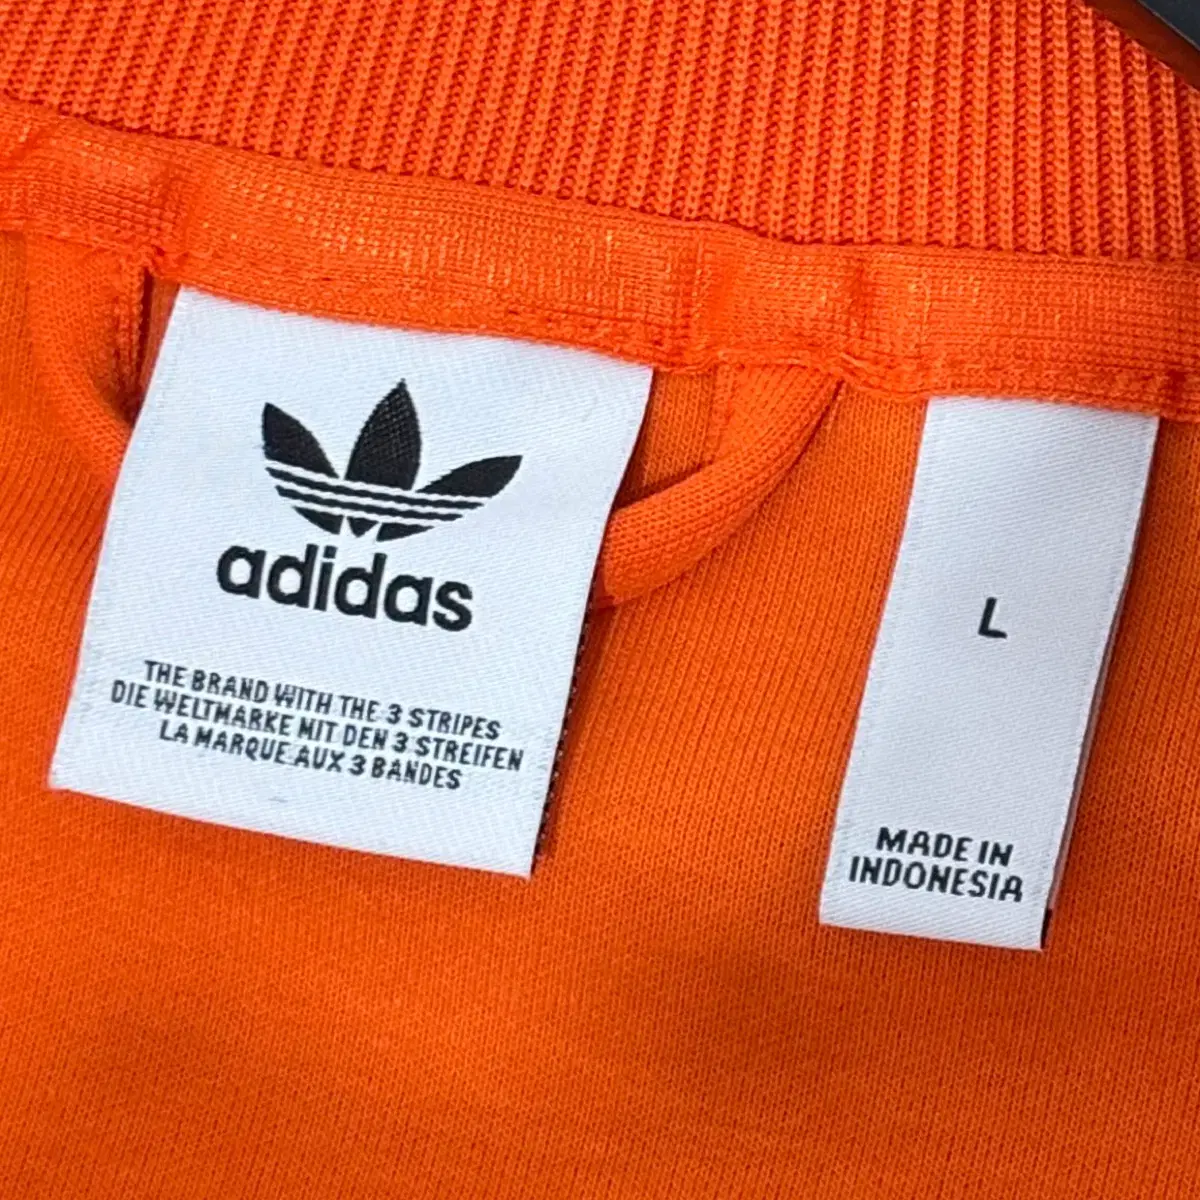 adidas
THE BRAND WITH THE 3 STRIPES
DIE WELTMARKE MIT DEN 3 STREIFEN
LA MARQUE AUX 3 BANDES
L
MADE IN
INDONESIA